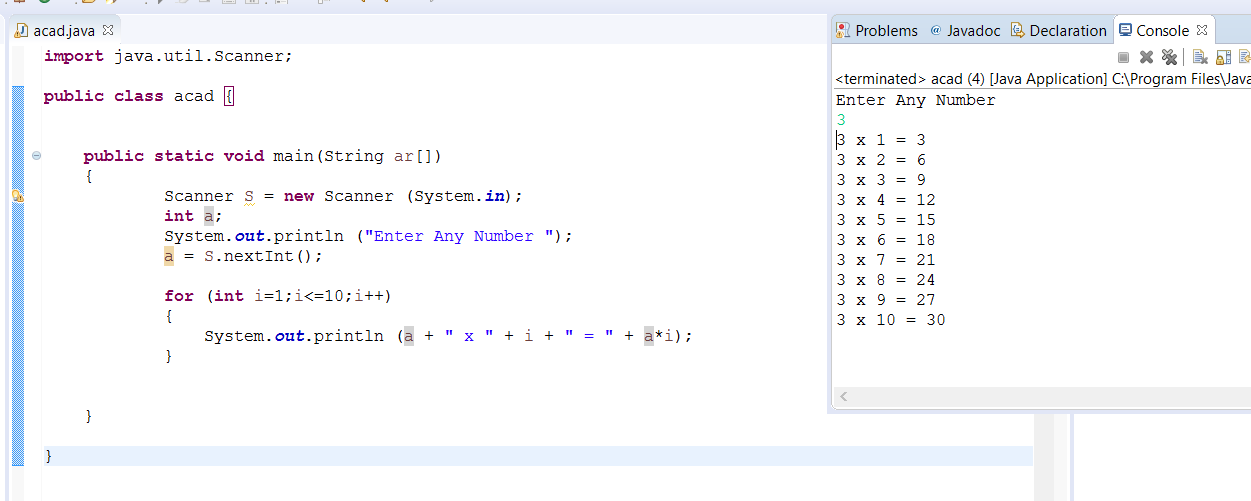 acad.java
import java.util.Scanner;
public class acad {
public static void main(String ar[])
{
Scanner S = new Scanner (System.in);
int a;
System.out.println ("Enter Any Number ");
a = S.nextInt();
for (int i=1;i<=10;i++)
{
System.out.println (a + " x " + i + " = " + a*i);
}
}
}
Problems @ Javadoc Declaration Console
<terminated> acad (4) [Java Application] C:\Program Files\Java
Enter Any Number
3
3 x 1 = 3
3 x 2 = 6
3 x 3 = 9
3 x 4 = 12
3 x 5 = 15
3 x 6 = 18
3 x 7 = 21
3 x 8 = 24
3 x 9 = 27
3 x 10 = 30